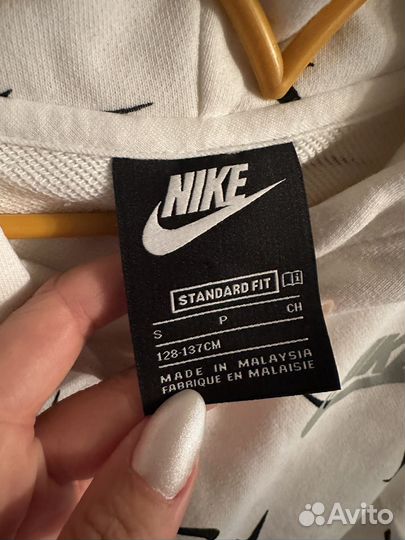 NIKE
STANDARD FIT
S P CH
128-137CM
MADE IN MALAYSIA
FABRIQUE EN MALAISIE
Avito